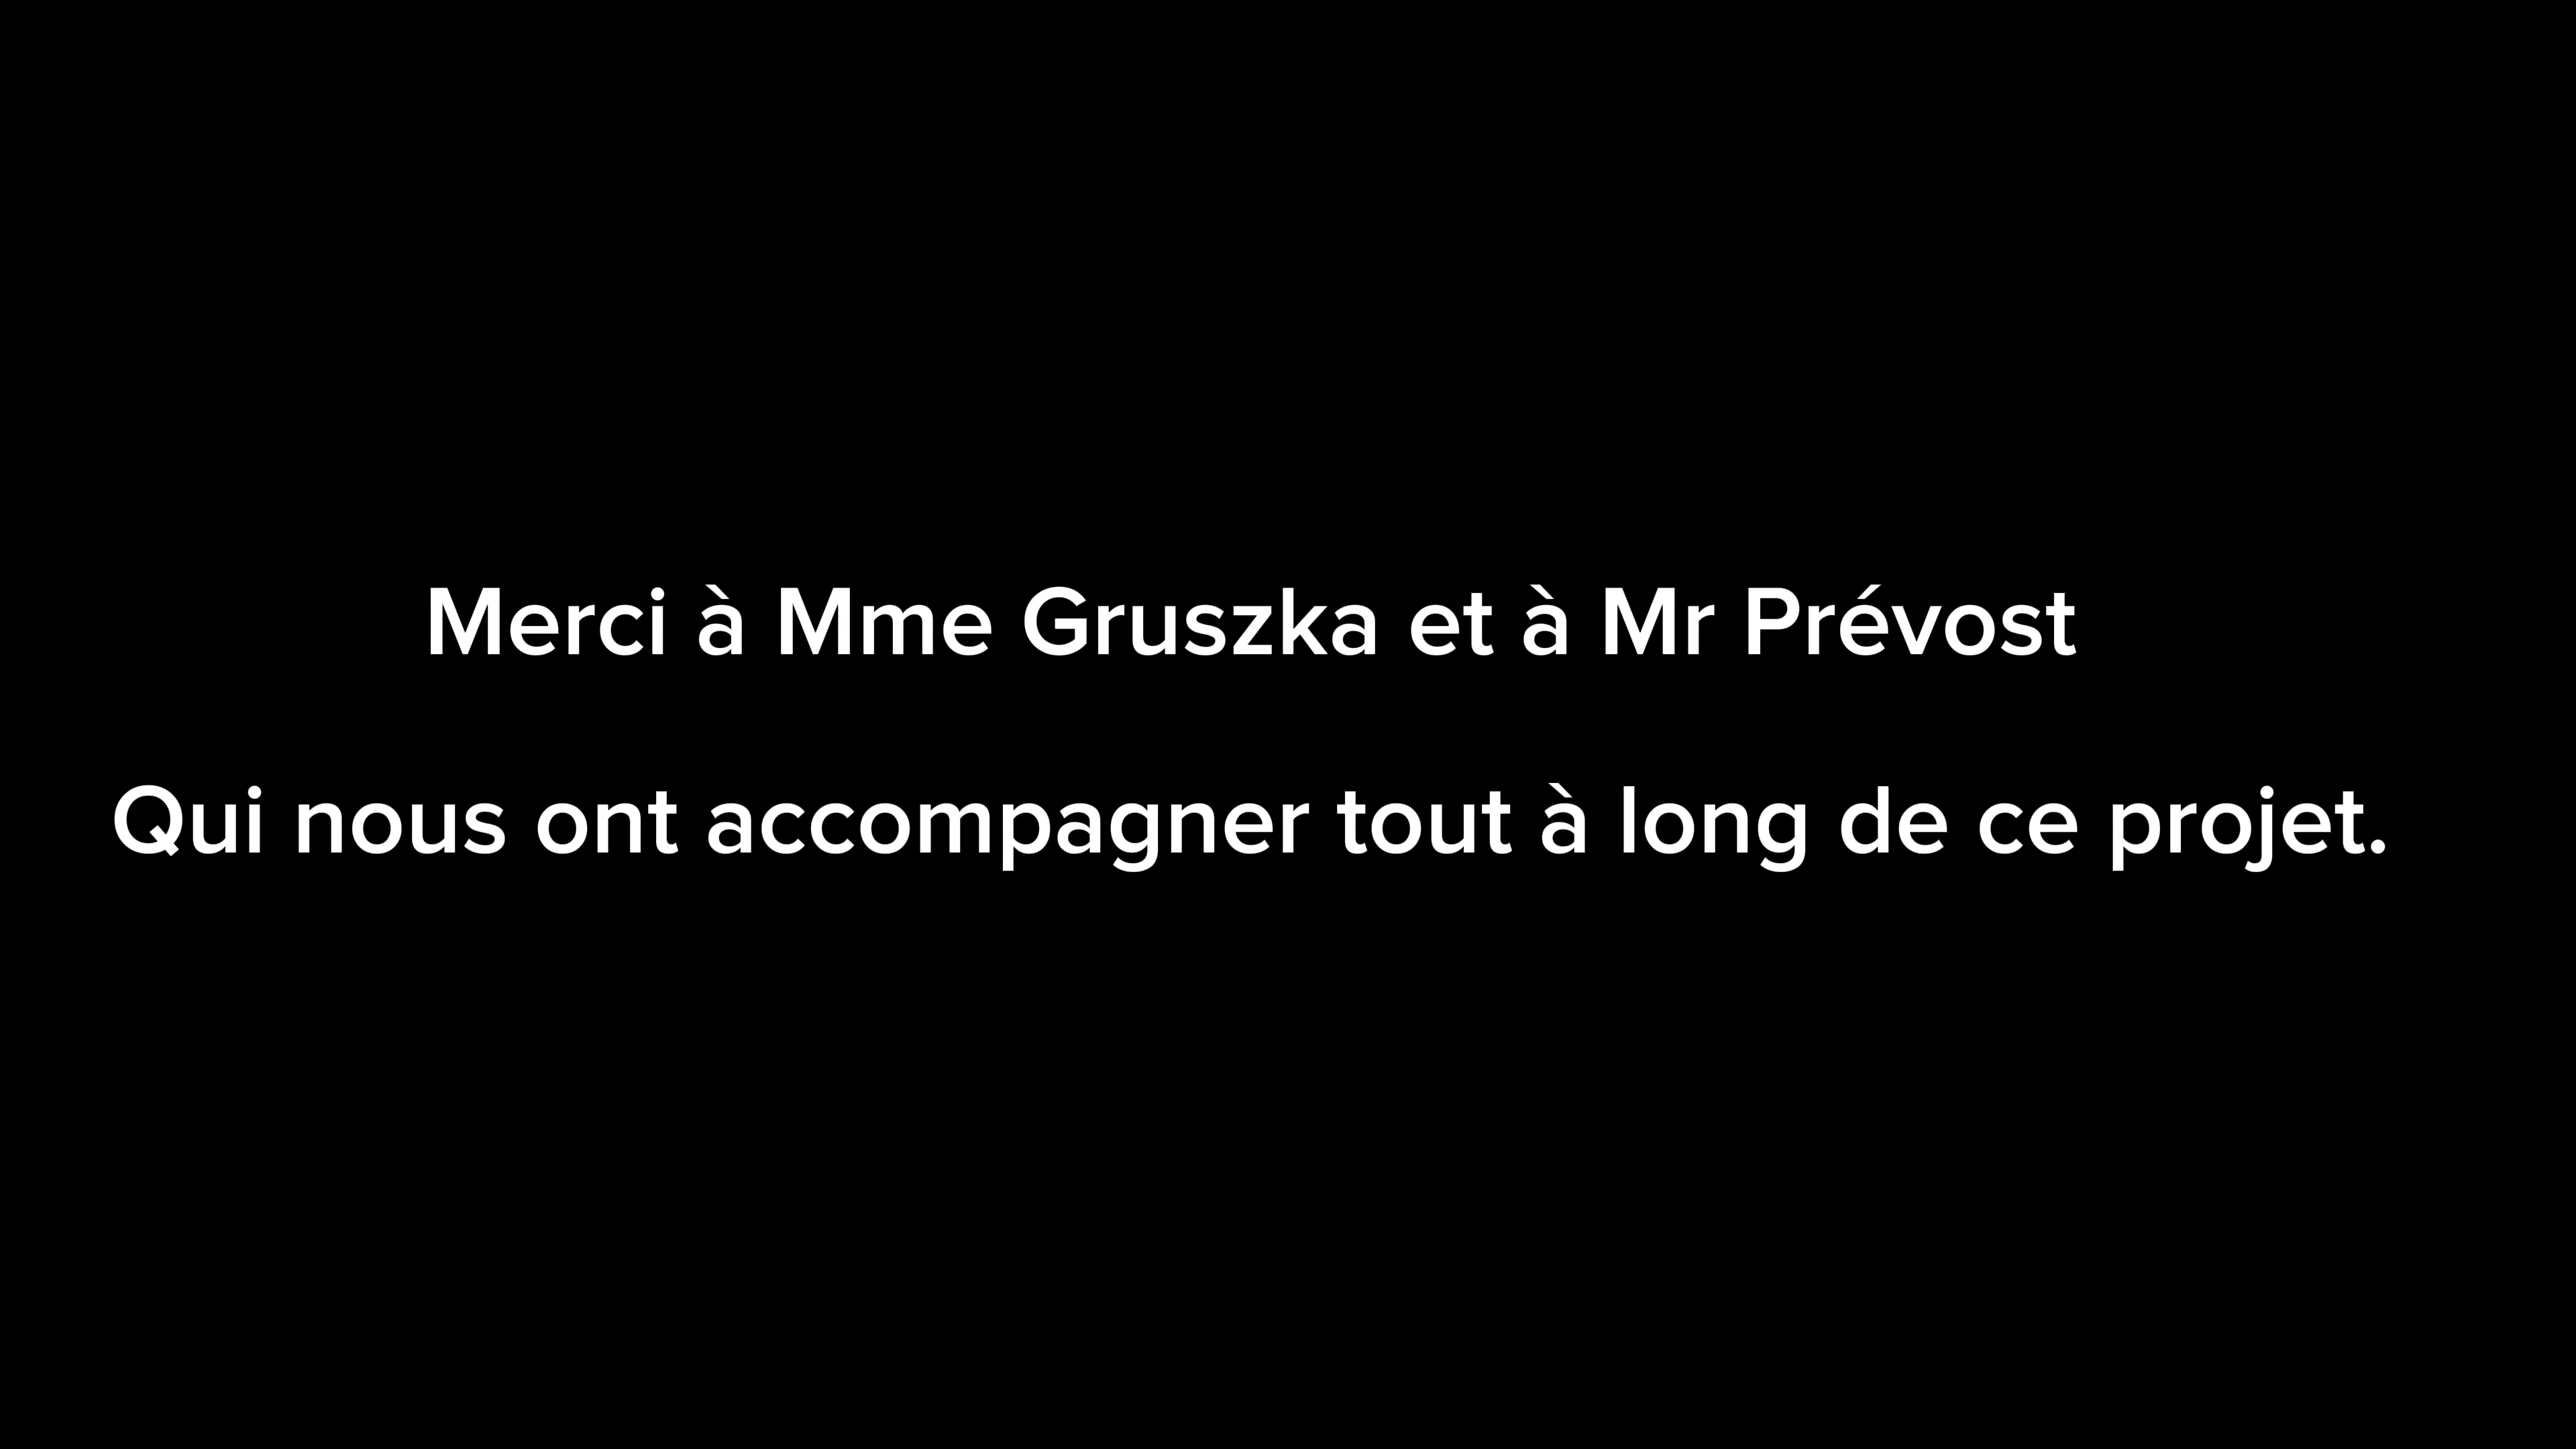 Merci à Mme Gruszka et à Mr Prévost
Qui nous ont accompagner tout à long de ce projet.